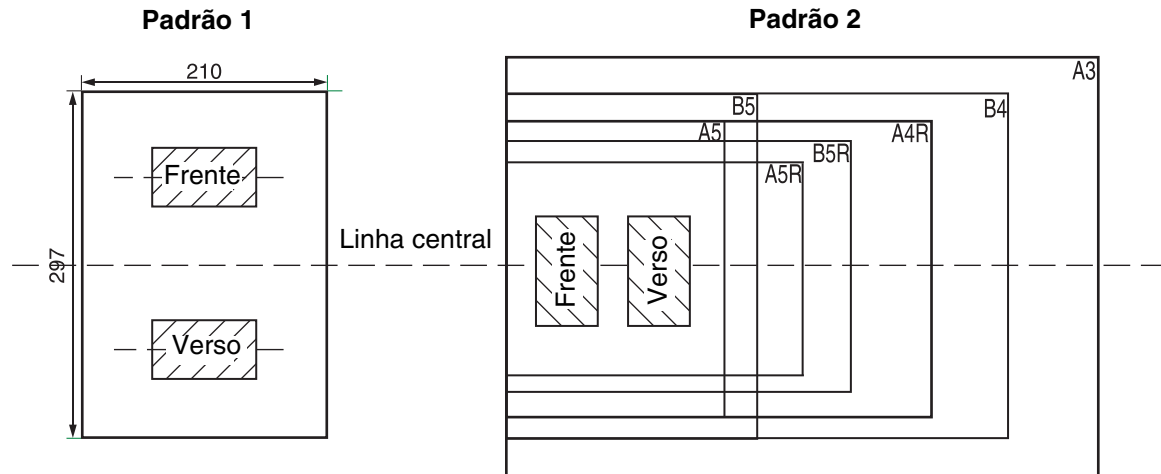 Padrão 1
Padrão 2
210
297
Frente
Verso
Linha central
A3
B5
B4
A5
A4R
B5R
A5R
Frente
Verso